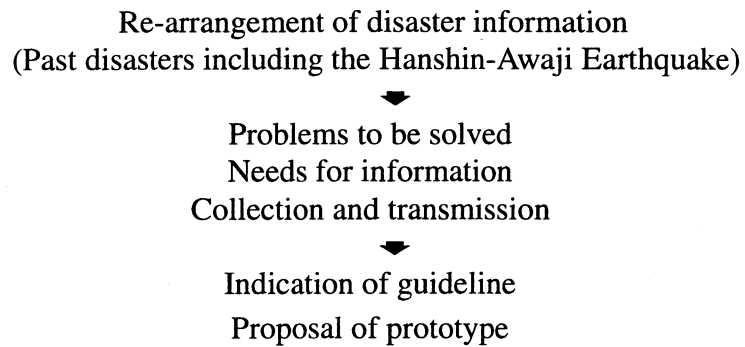 Re-arrangement of disaster information
(Past disasters including the Hanshin-Awaji Earthquake)
Problems to be solved
Needs for information
Collection and transmission
Indication of guideline
Proposal of prototype